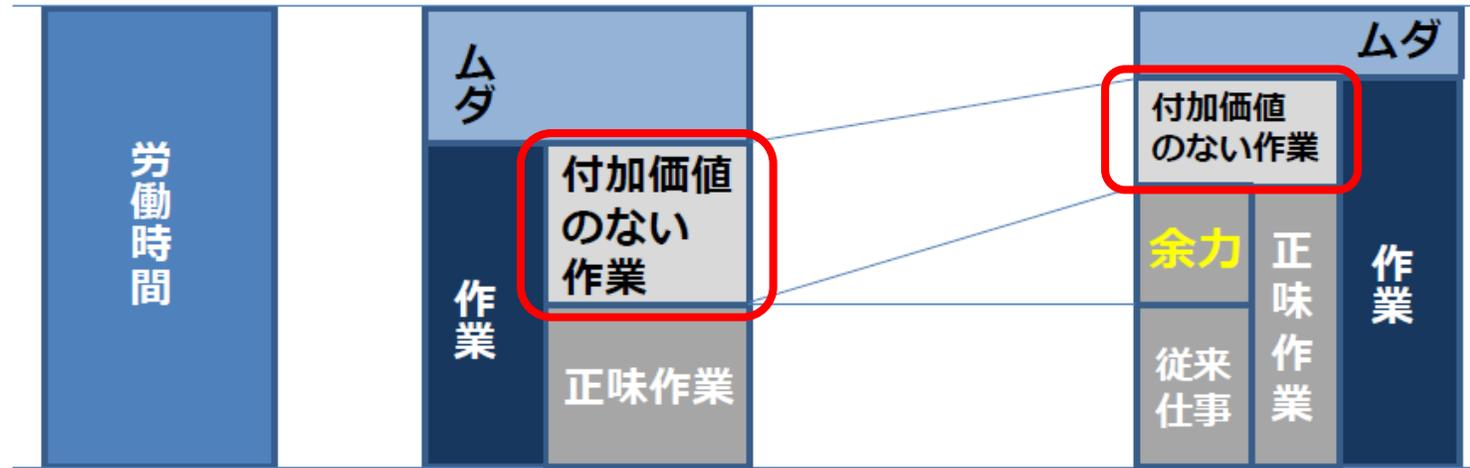 労働時間
ムダ
作業
付加価値
のない
作業
正味作業
ムダ
付加価値
のない作業
余力
従来
仕事
正味作業
作業